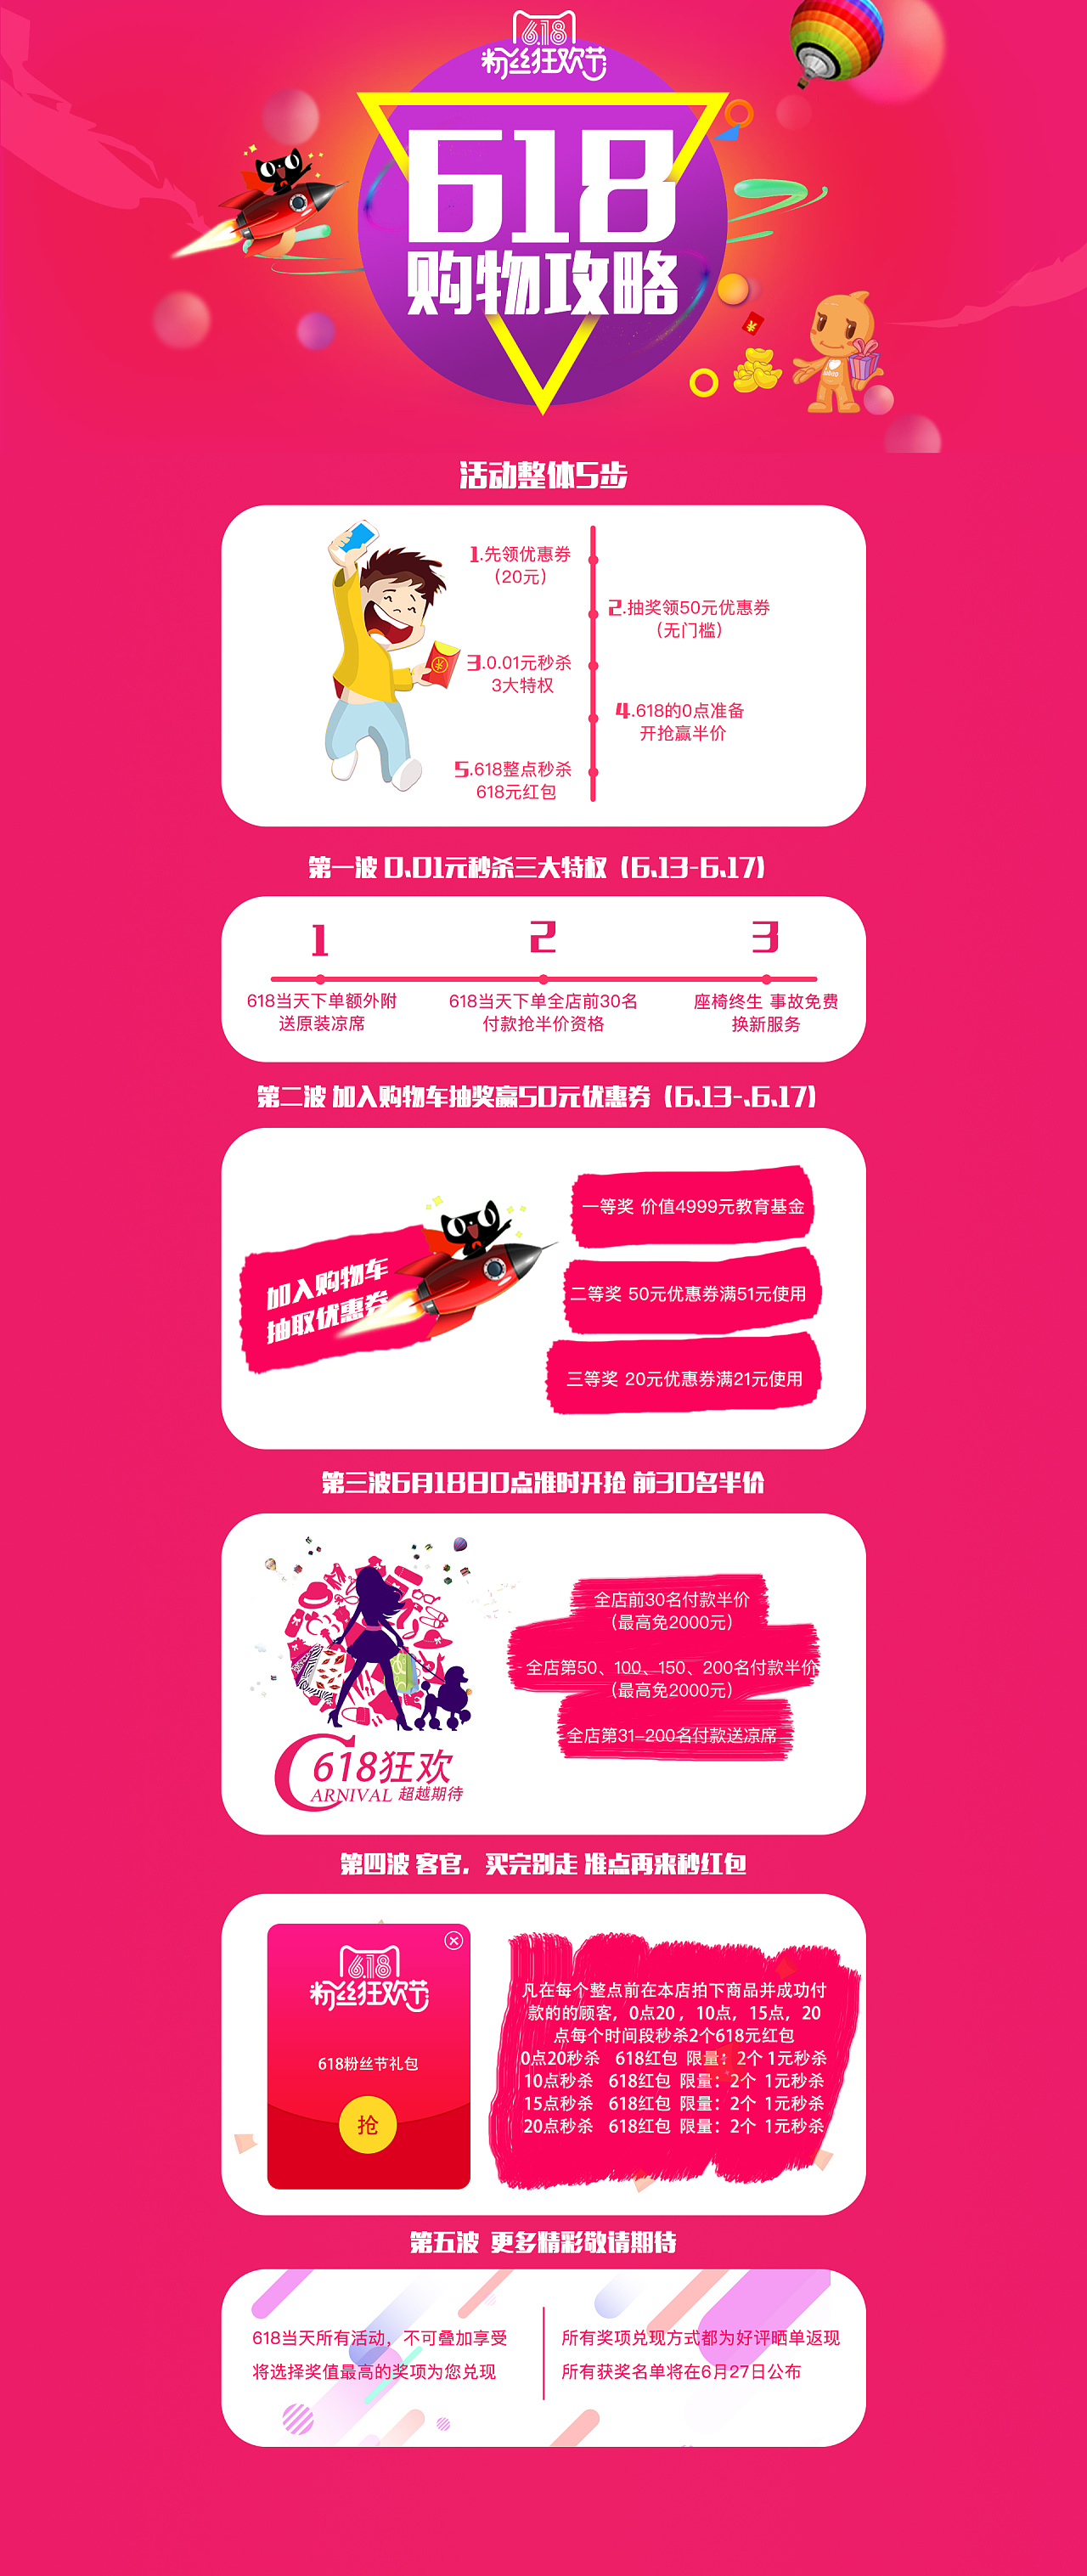 6.18
粉丝狂欢节
618
购物攻略
活动整体5步
1.先领优惠券
(20元)
2.抽奖领50元优惠券
(无门槛)
3.0.01元秒杀
3大特权
4.618的0点准备
开抢赢半价
5.618整点秒杀
618元红包
第一波 0.01元秒杀三大特权 (6.13-6.17)
1
618当天下单额外附
送原装凉席
2
618当天下单全店前30名
付款抢半价资格
3
座椅终生 事故免费
换新服务
第二波 加入购物车抽奖赢50元优惠券 (6.13-.6.17)
加入购物车
抽取优惠券
一等奖 价值4999元教育基金
二等奖 50元优惠券满51元使用
三等奖 20元优惠券满21元使用
第三波6月18日0点准时开抢 前30名半价
618狂欢
CARNIVAL 超越期待
全店前30名付款半价
(最高免2000元)
全店第50、100、150、200名付款半价
(最高免2000元)
全店第31-200名付款送凉席
第四波 客官，买完别走 准点再来秒红包
6.18
粉丝狂欢节
618粉丝节礼包
抢
凡在每个整点前在本店拍下商品并成功付
款的的顾客，0点20，10点，15点，20
点每个时间段秒杀2个618元红包
0点20秒杀 618红包 限量：2个 1元秒杀
10点秒杀 618红包 限量：2个 1元秒杀
15点秒杀 618红包 限量：2个 1元秒杀
20点秒杀 618红包 限量：2个 1元秒杀
第五波 更多精彩敬请期待
618当天所有活动，不可叠加享受
将选择奖值最高的奖项为您兑现
所有奖项兑现方式都为好评晒单返现
所有获奖名单将在6月27日公布